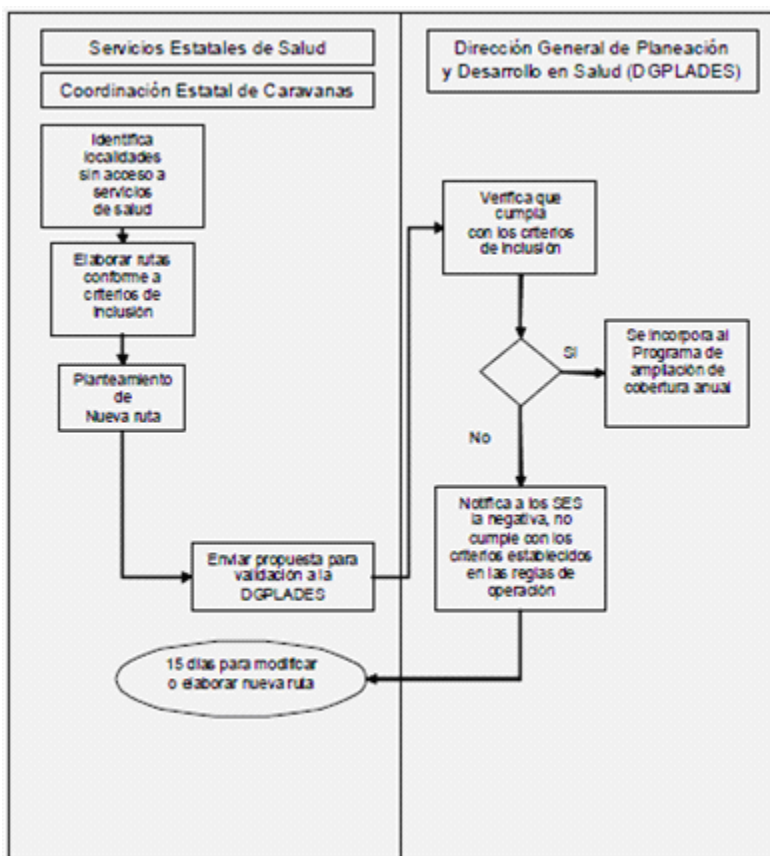 Servicios Estatales de Salud
Coordinación Estatal de Caravanas
Identifica
localidades
sin acceso a
servicios
de salud
Elaborar rutas
conforme a
criterios de
Inclusión
Planteamiento
de
Nueva ruta
Enviar propuesta para
validación a la
DGPLADES
15 días para modificar
o elaborar nueva ruta
Dirección General de Planeación
y Desarrollo en Salud (DGPLADES)
Verifica que
cumpla
con los criterios
de Inclusión
Si
Se incorpora al
Programa de
ampliación de
cobertura anual
No
Notifica a los SES
la negativa, no
cumple con los
criterios establecidos
en las reglas de
operación